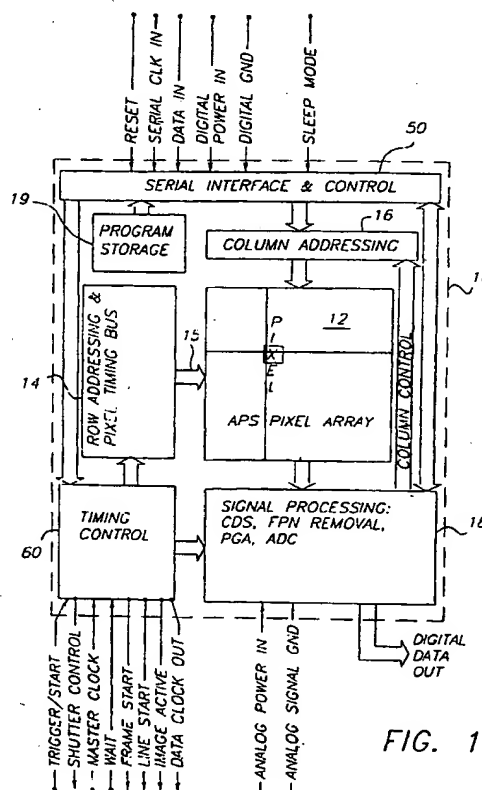 RESET
SERIAL CLK IN
DATA IN
DIGITAL
POWER IN
DIGITAL GND
SLEEP MODE
50
SERIAL INTERFACE & CONTROL
19
PROGRAM
STORAGE
16
COLUMN ADDRESSING
ROW ADDRESSING &
PIXEL TIMING BUS
14
15
PIXEL
12
APS PIXEL ARRAY
COLUMN CONTROL
TIMING
CONTROL
60
SIGNAL PROCESSING:
CDS, FPN REMOVAL,
PGA, ADC
18
TRIGGER/START
SHUTTER CONTROL
MASTER CLOCK
WAIT
FRAME START
LINE START
IMAGE ACTIVE
DATA CLOCK OUT
ANALOG POWER IN
ANALOG SIGNAL GND
DIGITAL
DATA
OUT
FIG. 1